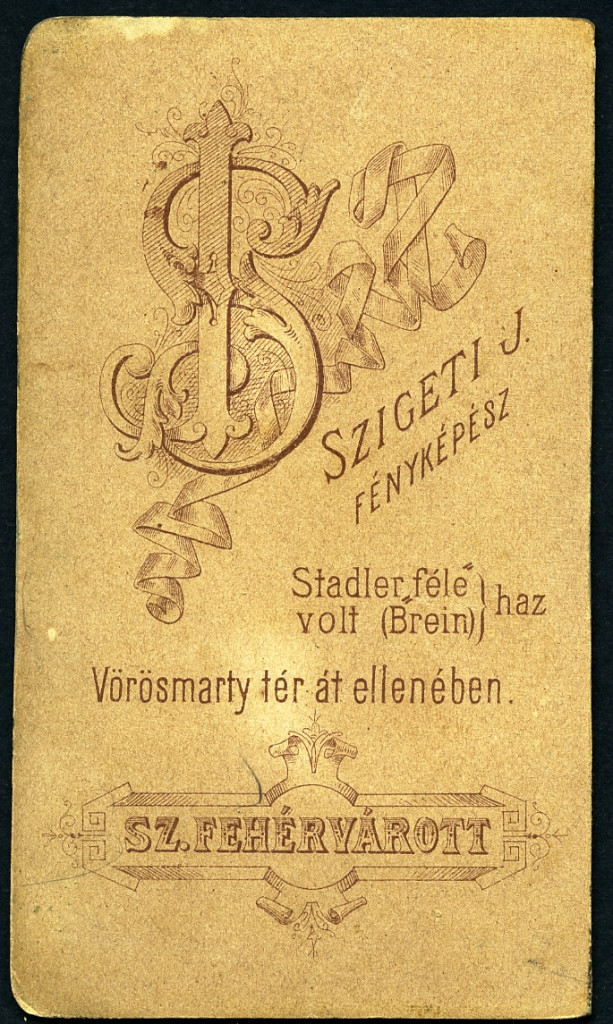 SZIGETI J.
FÉNYKÉPÉSZ
Stadler féle" } haz
volt (Brein)
Vörösmarty tér át ellenében.
SZ. FEHÉRVÁROTT